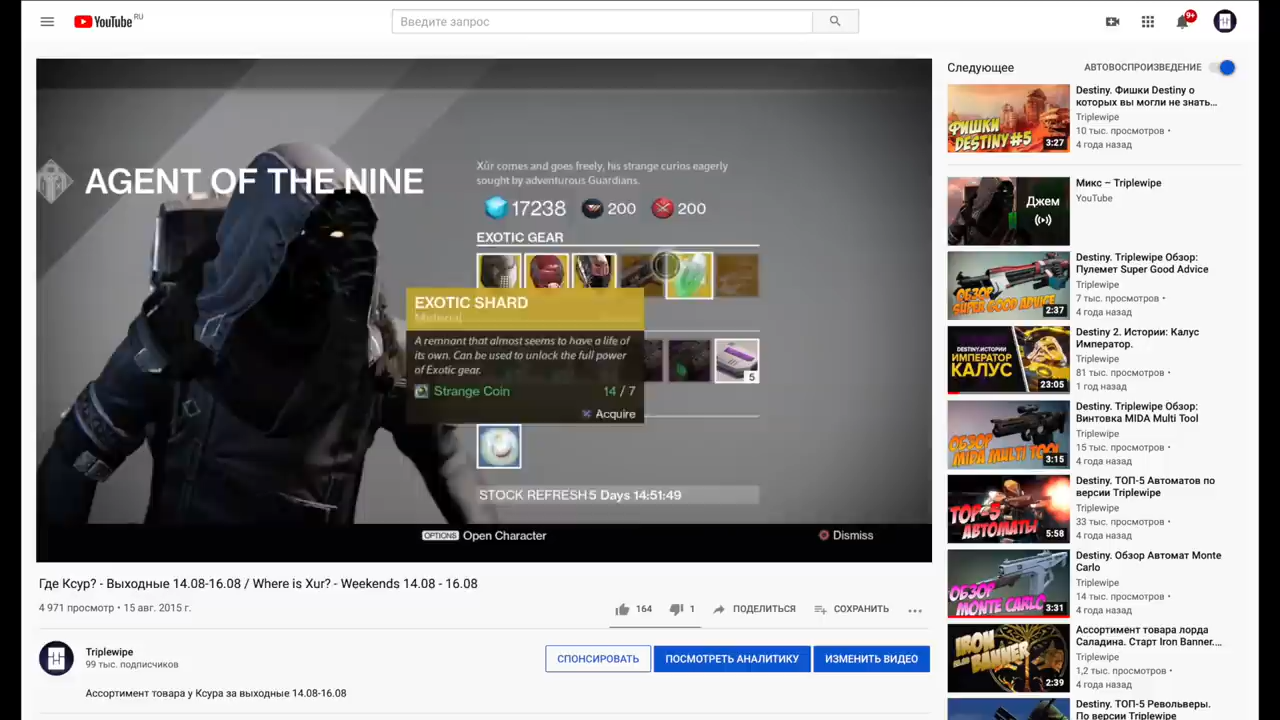 YouTube RU
Введите запрос
9+
AGENT OF THE NINE
Xûr comes and goes freely, his strange curios eagerly
sought by adventurous Guardians.
17238 200 200
EXOTIC GEAR
EXOTIC SHARD
Material
A remnant that almost seems to have a life of
its own. Can be used to unlock the full power
of Exotic gear.
Strange Coin 14 / 7
Acquire
5
STOCK REFRESH 5 Days 14:51:49
OPTIONS Open Character
Dismiss
Где Ксур? - Выходные 14.08-16.08 / Where is Xur? - Weekends 14.08 - 16.08
4 971 просмотр • 15 авг. 2015 г.
164 1 ПОДЕЛИТЬСЯ СОХРАНИТЬ
Triplewipe
99 тыс. подписчиков
СПОНСИРОВАТЬ
ПОСМОТРЕТЬ АНАЛИТИКУ
ИЗМЕНИТЬ ВИДЕО
Ассортимент товара у Ксура за выходные 14.08-16.08
Следующее
АВТОВОСПРОИЗВЕДЕНИЕ
ФИШКИ
DESTINY #5
3:27
Destiny. Фишки Destiny о
которых вы могли не знать...
Triplewipe
10 тыс. просмотров •
4 года назад
Джем
Микс – Triplewipe
YouTube
ОБЗОР
SUPER GOOD ADVICE
2:37
Destiny. Triplewipe Обзор:
Пулемет Super Good Advice
Triplewipe
7 тыс. просмотров •
4 года назад
DESTINY.ИСТОРИИ
ИМПЕРАТОР
КАЛУС
23:05
Destiny 2. Истории: Калус
Император.
Triplewipe
81 тыс. просмотров •
1 год назад
ОБЗОР
MIDA MULTI TOOL
3:15
Destiny. Triplewipe Обзор:
Винтовка MIDA Multi Tool
Triplewipe
15 тыс. просмотров •
4 года назад
TOP-5
АВТОМАТЫ
5:58
Destiny. ТОП-5 Автоматов по
версии Triplewipe
Triplewipe
33 тыс. просмотров •
4 года назад
ОБЗОР
MONTE CARLO
3:31
Destiny. Обзор Автомат Monte
Carlo
Triplewipe
14 тыс. просмотров •
4 года назад
IRON
BANNER
2:39
Ассортимент товара лорда
Саладина. Старт Iron Banner....
Triplewipe
1,2 тыс. просмотров •
4 года назад
Destiny. ТОП-5 Револьверы.
По версии Triplewipe